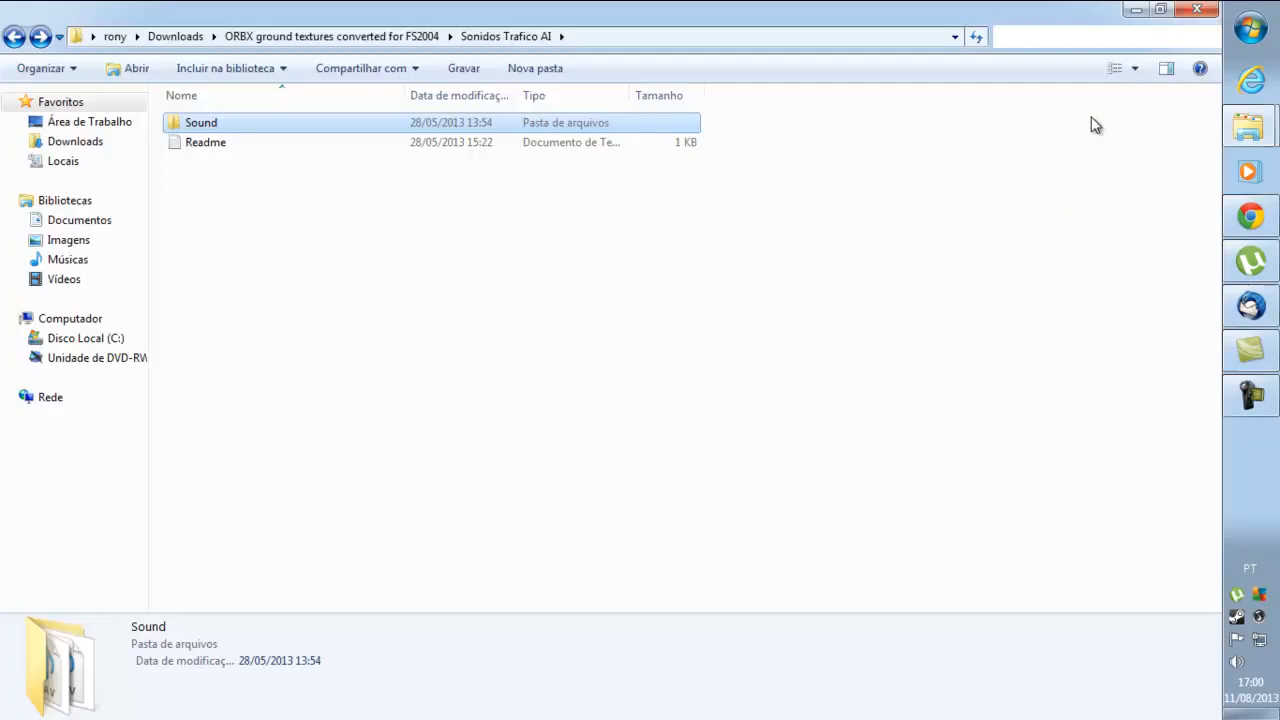 rony Downloads ORBX ground textures converted for FS2004 Sonidos Trafico AI
Organizar Abrir Incluir na biblioteca Compartilhar com Gravar Nova pasta
Nome Data de modificaç... Tipo Tamanho
Sound 28/05/2013 13:54 Pasta de arquivos
Readme 28/05/2013 15:22 Documento de Te... 1 KB
Favoritos
Área de Trabalho
Downloads
Locais
Bibliotecas
Documentos
Imagens
Músicas
Vídeos
Computador
Disco Local (C:)
Unidade de DVD-RW
Rede
Sound
Pasta de arquivos
Data de modificaç... 28/05/2013 13:54
PT
17:00
11/08/2013